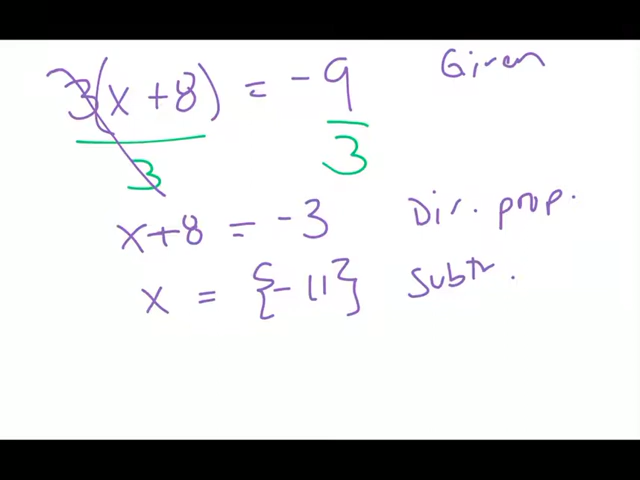 3(x + 8) = -9 Given
3 3
x + 8 = -3 Div. prop.
x = {-11} Subtr.